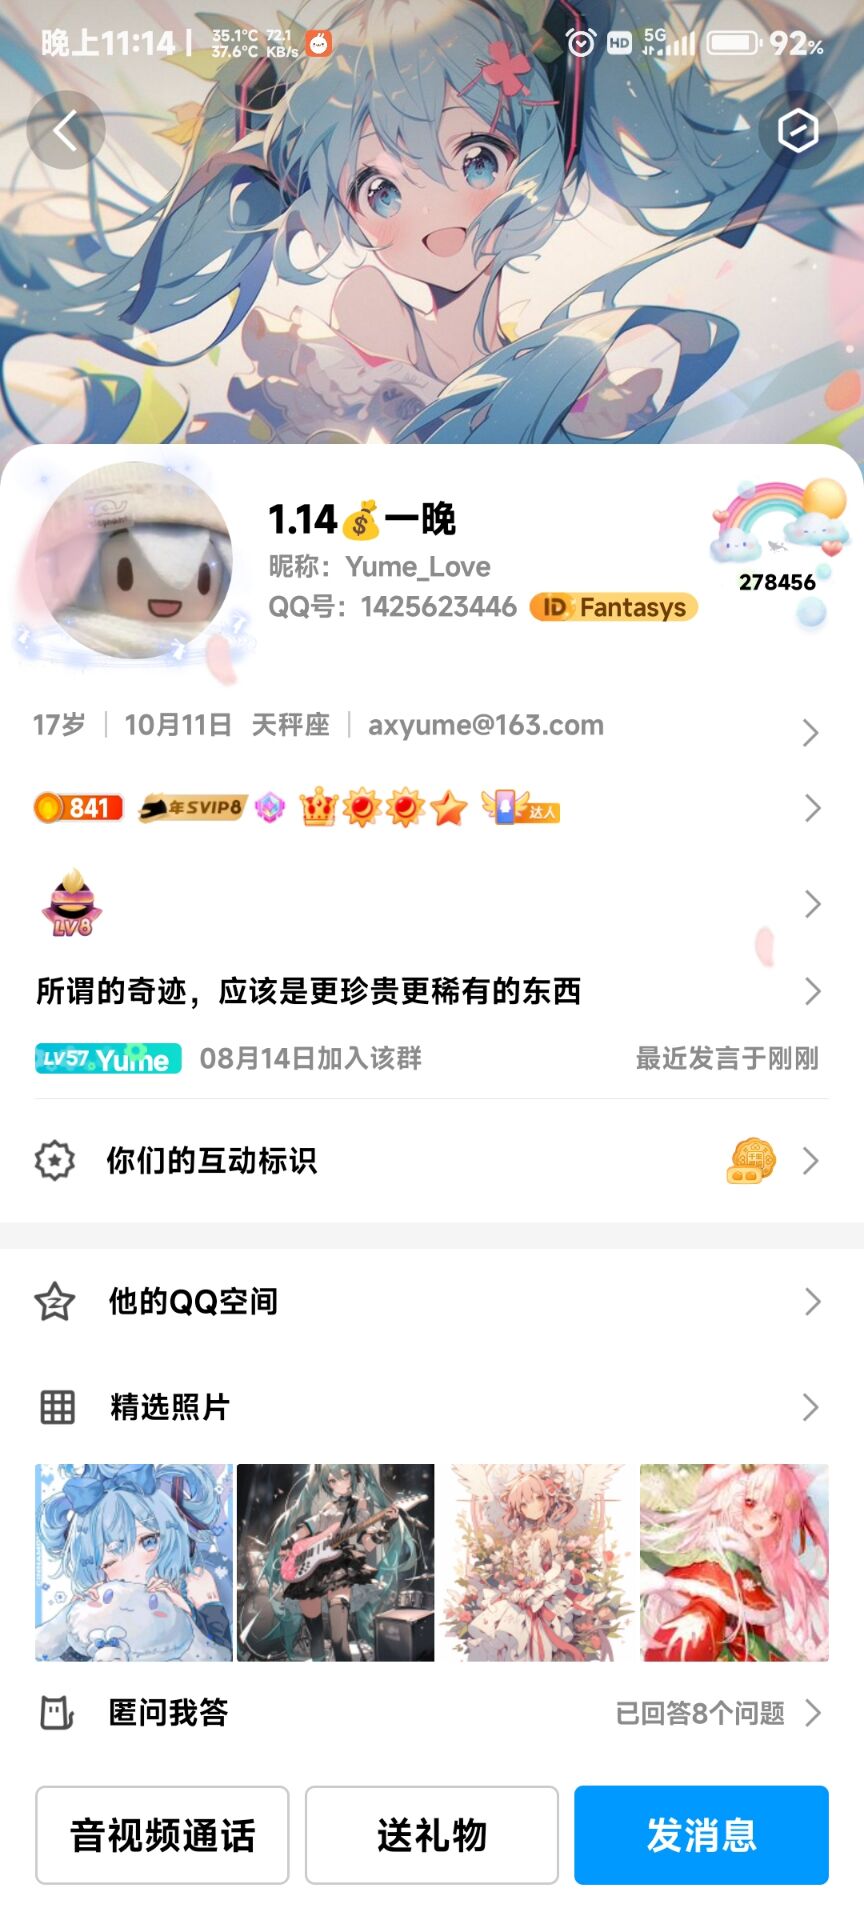 晚上11:14 35.1°C 72.1 5G 92%
37.6°C KB/s HD
1.14💰一晚
昵称：Yume_Love
QQ号：1425623446 ID Fantasys
278456
17岁 10月11日 天秤座 axyume@163.com
841 年SVIP8 达人
LV8
所谓的奇迹，应该是更珍贵更稀有的东西
LV57 Yume 08月14日加入该群 最近发言于刚刚
你们的互动标识
他的QQ空间
精选照片
匿问我答 已回答8个问题
音视频通话 送礼物 发消息